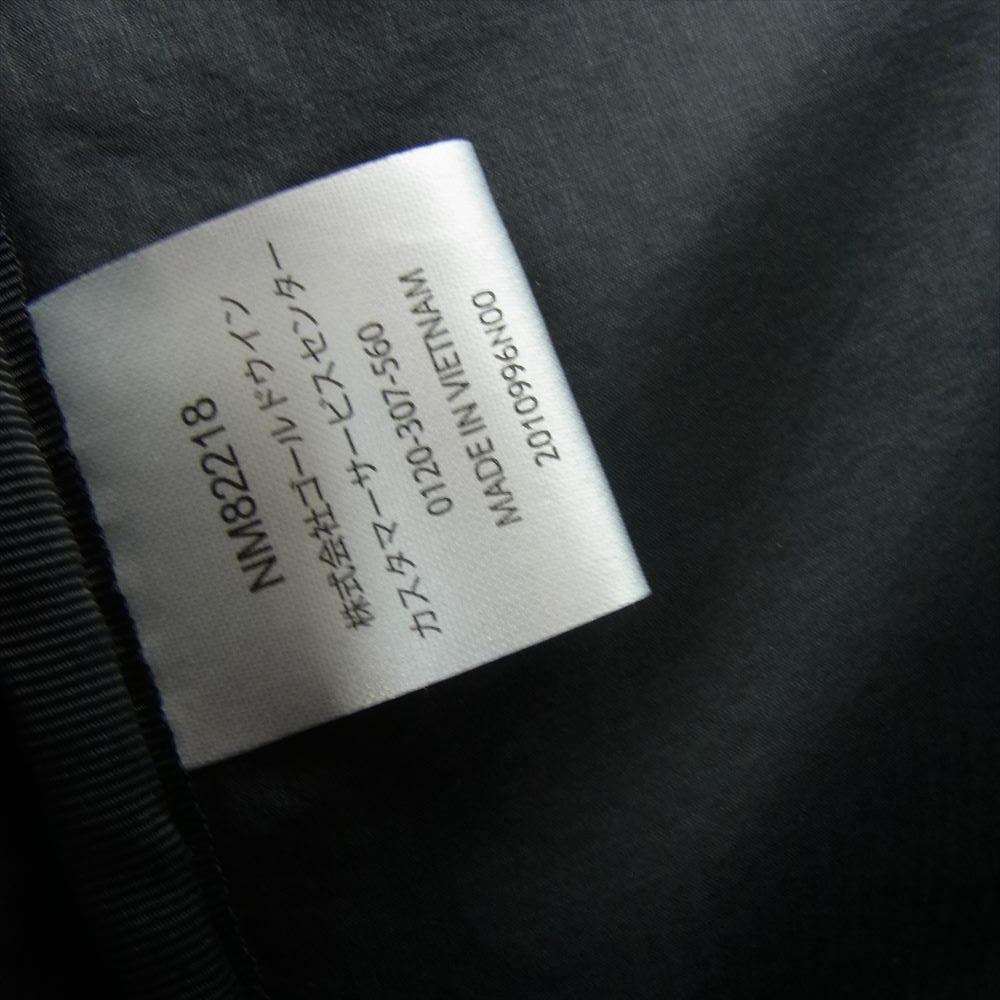 NM82218
株式会社ゴールドウイン
カスタマーサービスセンター
0120-307-560
MADE IN VIETNAM
2010996N00